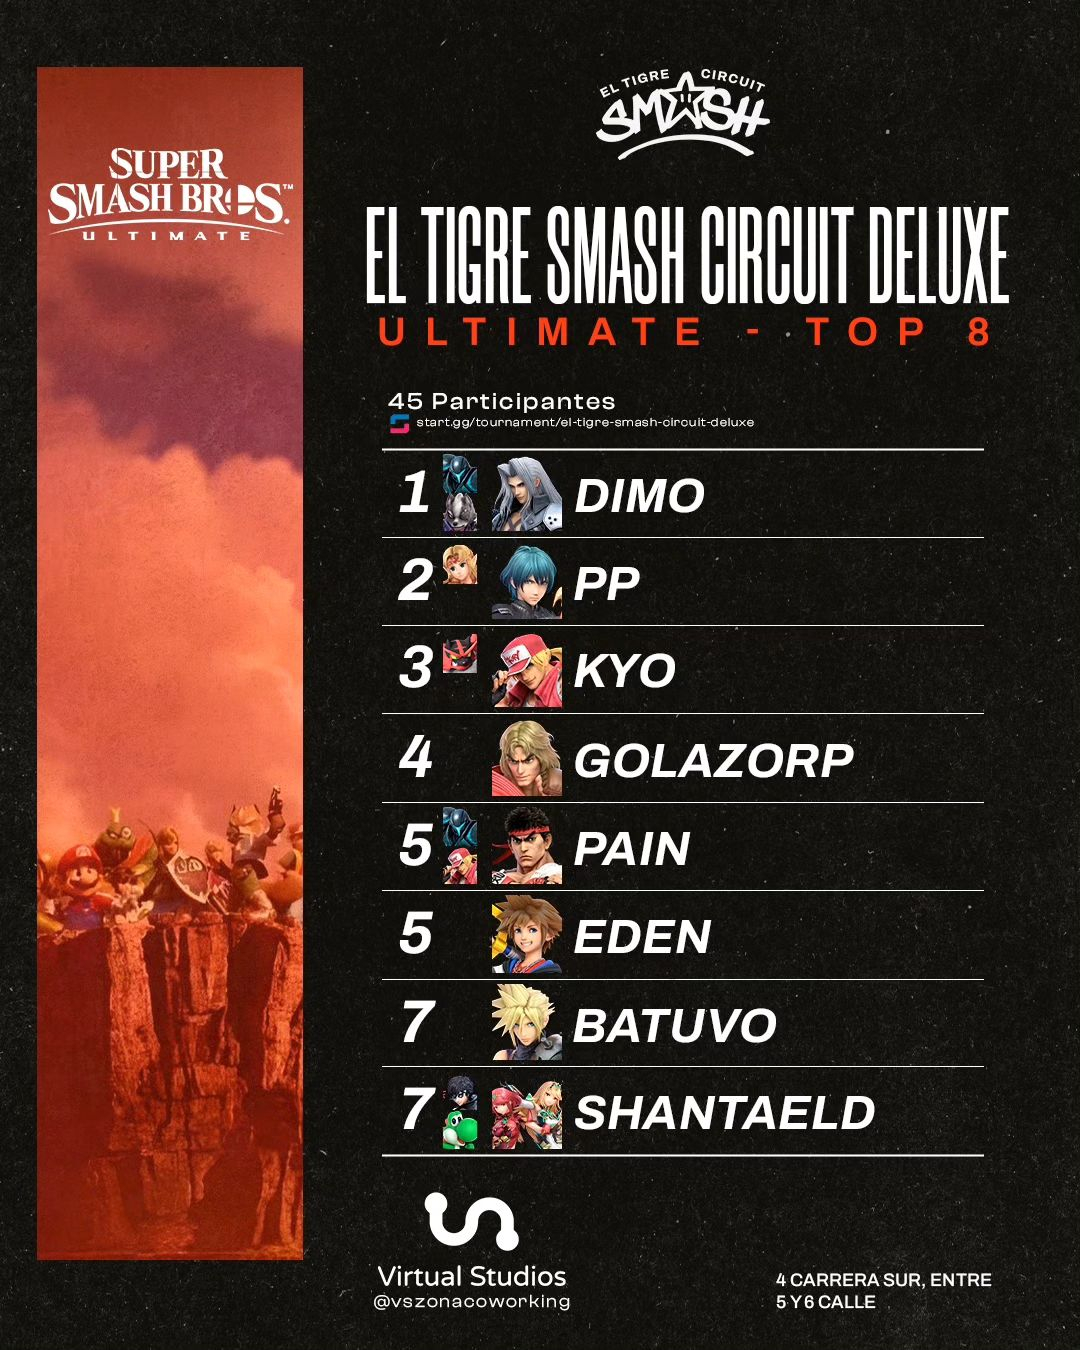 SUPER
SMASH BROS.™
ULTIMATE
EL TIGRE CIRCUIT
SMASH
EL TIGRE SMASH CIRCUIT DELUXE
ULTIMATE - TOP 8
45 Participantes
start.gg/tournament/el-tigre-smash-circuit-deluxe
1 DIMO
2 PP
3 KYO
4 GOLAZORP
5 PAIN
5 EDEN
7 BATUVO
7 SHANTAELD
Virtual Studios
@vszonacoworking
4 CARRERA SUR, ENTRE
5 Y 6 CALLE